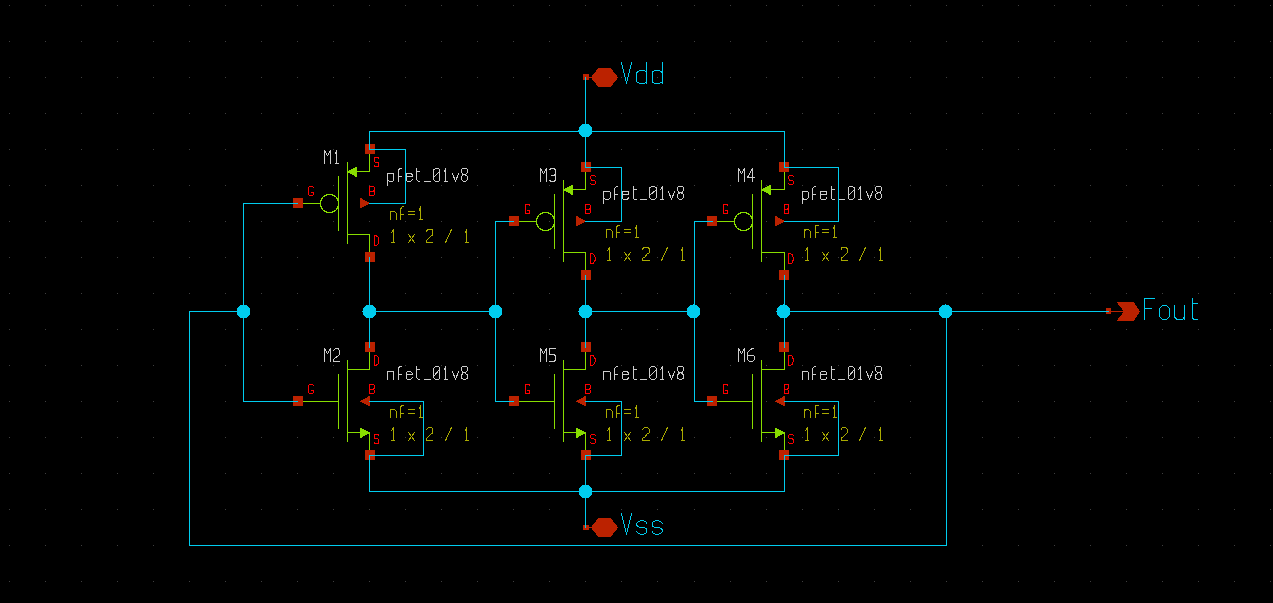 Vdd
M1
S
pfet_01v8
G
B
nf=1
D
1 x 2 / 1
M3
S
pfet_01v8
G
B
nf=1
D
1 x 2 / 1
M4
S
pfet_01v8
G
B
nf=1
D
1 x 2 / 1
Fout
M2
D
nfet_01v8
G
B
nf=1
S
1 x 2 / 1
M5
D
nfet_01v8
G
B
nf=1
S
1 x 2 / 1
M6
D
nfet_01v8
G
B
nf=1
S
1 x 2 / 1
Vss